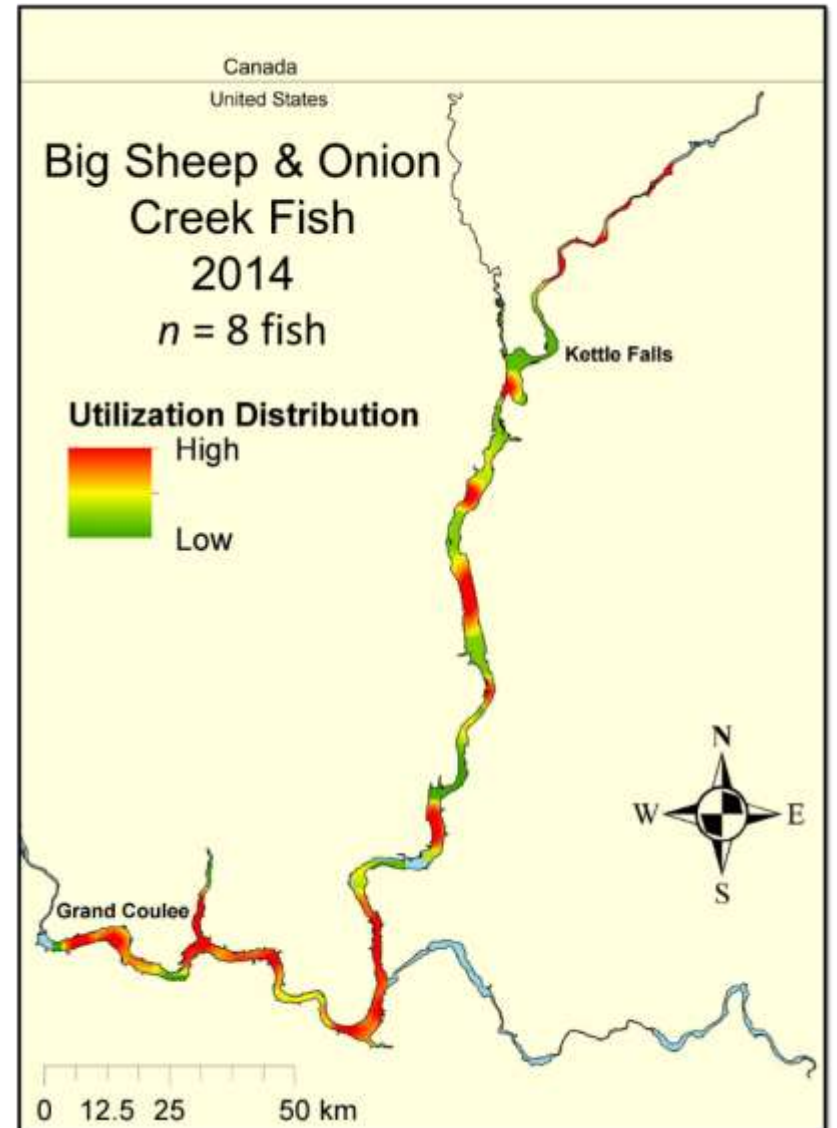 Canada
United States
Big Sheep & Onion
Creek Fish
2014
n = 8 fish
Kettle Falls
Utilization Distribution
High
Low
N
W E
S
Grand Coulee
0 12.5 25 50 km